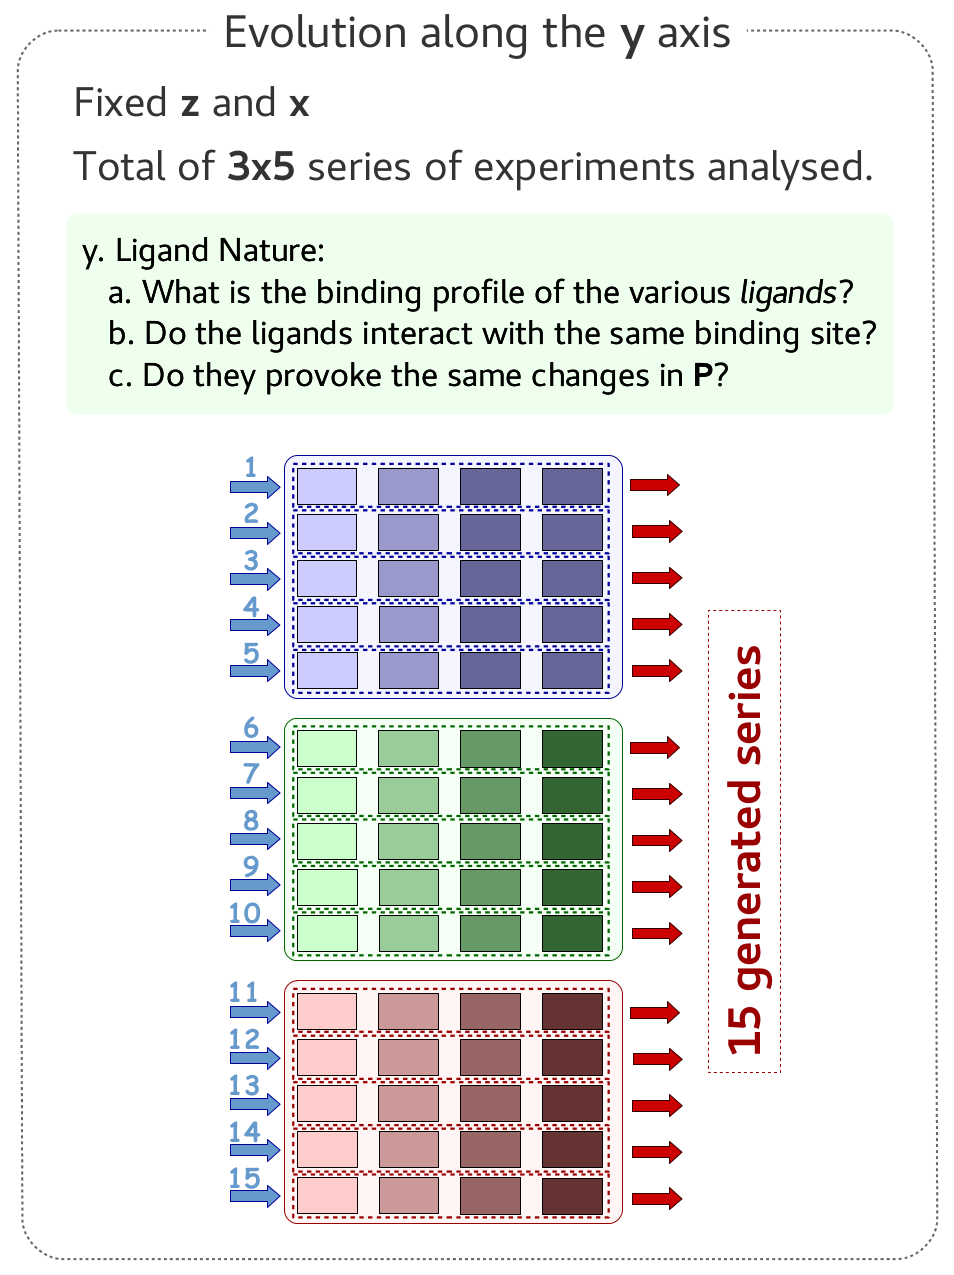 Evolution along the y axis
Fixed z and x
Total of 3x5 series of experiments analysed.
y. Ligand Nature:
a. What is the binding profile of the various ligands?
b. Do the ligands interact with the same binding site?
c. Do they provoke the same changes in P?
1
2
3
4
5
6
7
8
9
10
11
12
13
14
15
15 generated series